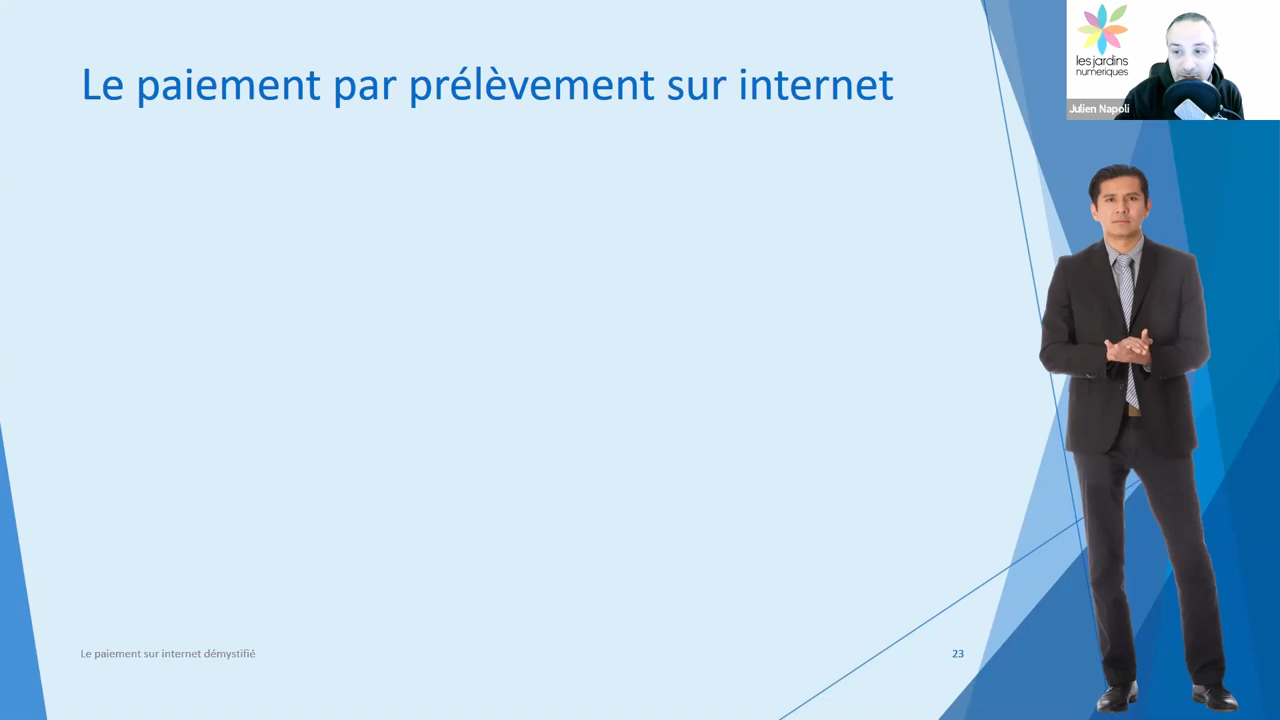 Le paiement par prélèvement sur internet
les jardins
numeriques
Julien Napoli
Le paiement sur internet démystifié
23